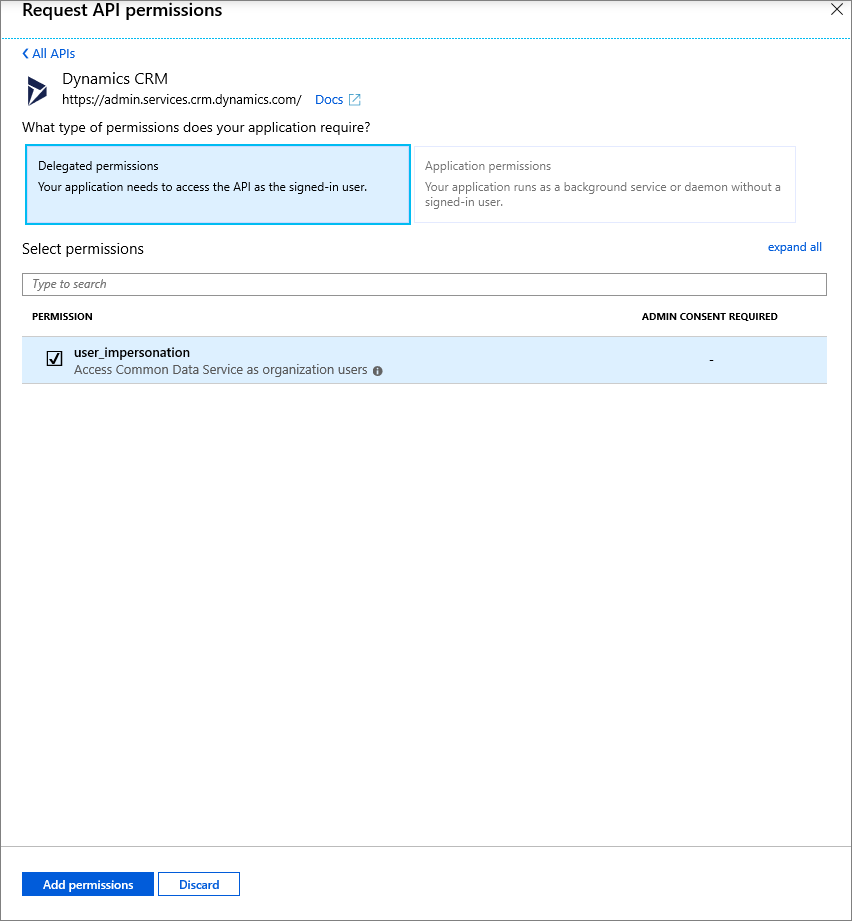 Request API permissions
All APIs
Dynamics CRM
https://admin.services.crm.dynamics.com/ Docs
What type of permissions does your application require?
Delegated permissions
Your application needs to access the API as the signed-in user.
Application permissions
Your application runs as a background service or daemon without a
signed-in user.
Select permissions
expand all
Type to search
PERMISSION
ADMIN CONSENT REQUIRED
user_impersonation
Access Common Data Service as organization users
-
Add permissions
Discard